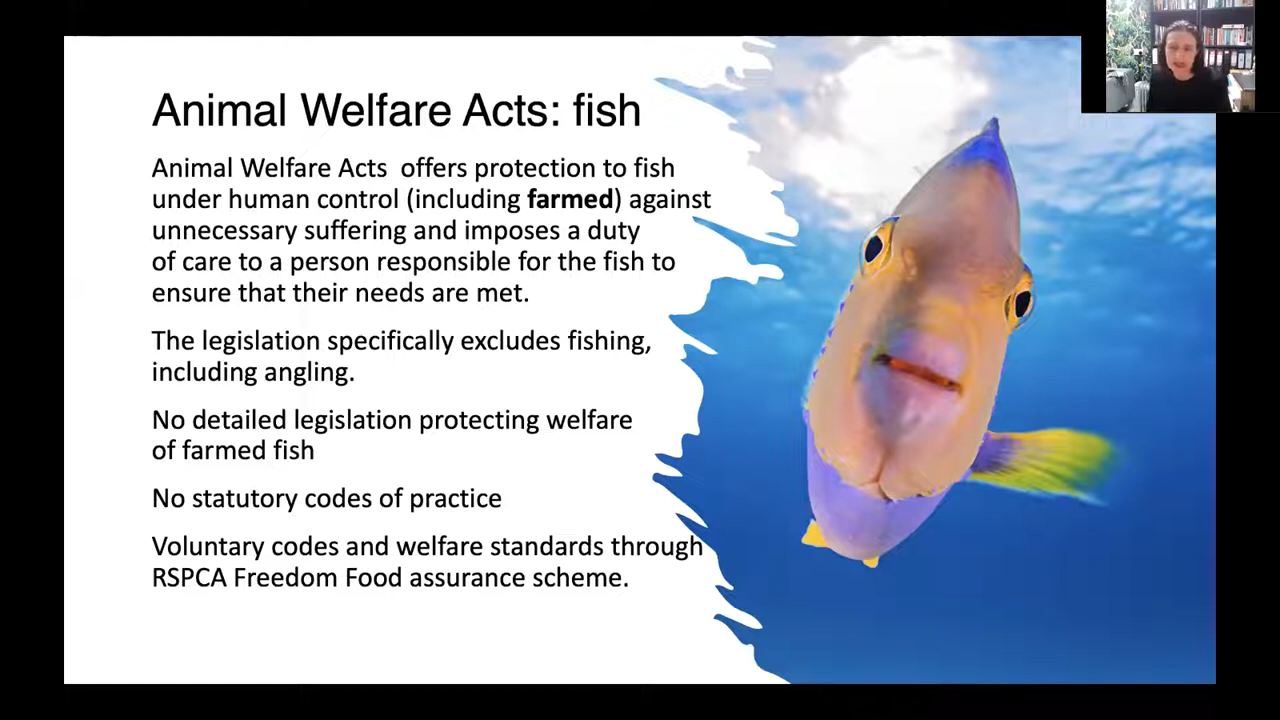 Animal Welfare Acts: fish
Animal Welfare Acts offers protection to fish
under human control (including farmed) against
unnecessary suffering and imposes a duty
of care to a person responsible for the fish to
ensure that their needs are met.
The legislation specifically excludes fishing,
including angling.
No detailed legislation protecting welfare
of farmed fish
No statutory codes of practice
Voluntary codes and welfare standards through
RSPCA Freedom Food assurance scheme.